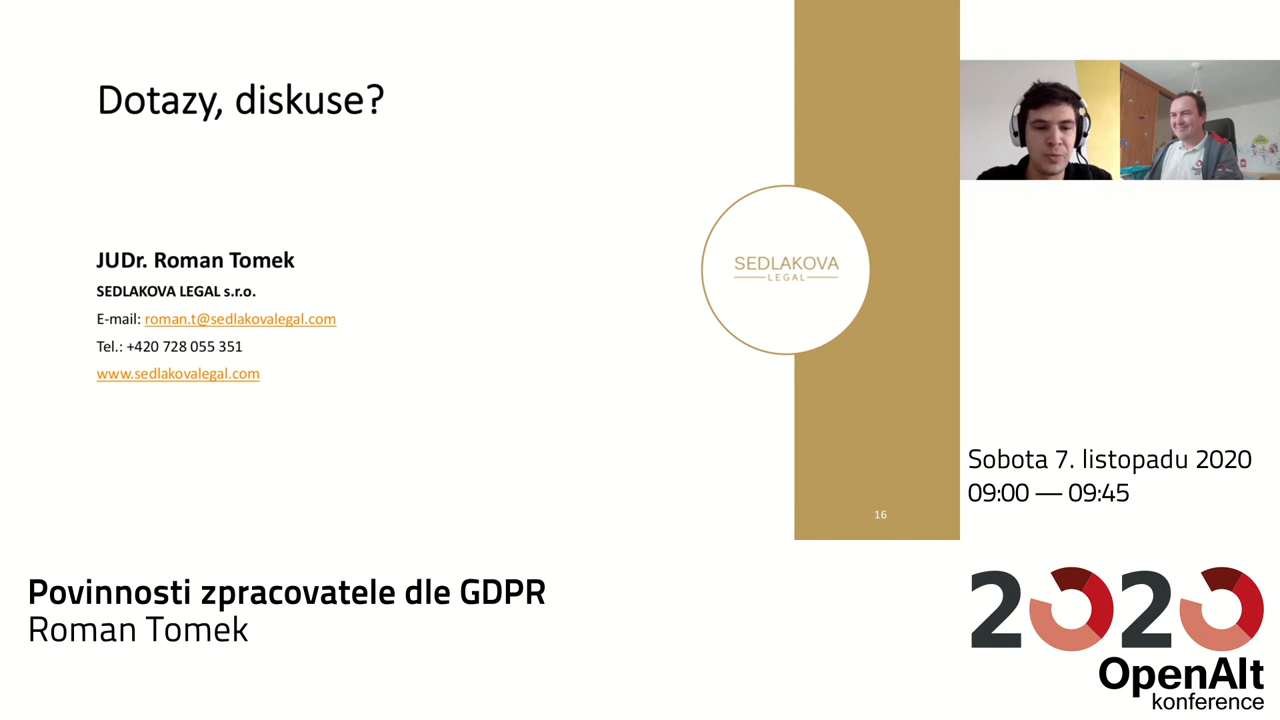 Dotazy, diskuse?
JUDr. Roman Tomek
SEDLAKOVA LEGAL s.r.o.
E-mail: roman.t@sedlakovalegal.com
Tel.: +420 728 055 351
www.sedlakovalegal.com
SEDLAKOVA
LEGAL
16
Sobota 7. listopadu 2020
09:00 — 09:45
Povinnosti zpracovatele dle GDPR
Roman Tomek
2020
OpenAlt
konference